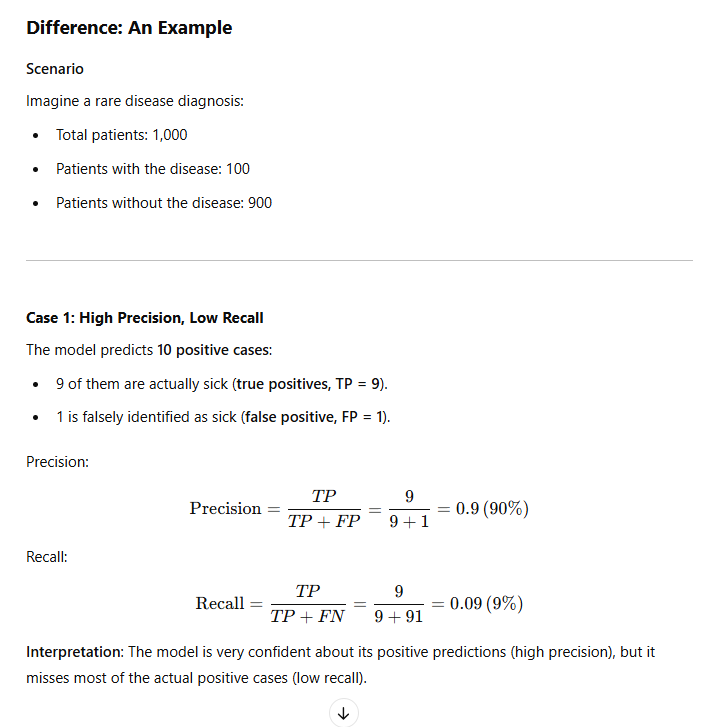 Difference: An Example
Scenario
Imagine a rare disease diagnosis:
• Total patients: 1,000
• Patients with the disease: 100
• Patients without the disease: 900
Case 1: High Precision, Low Recall
The model predicts 10 positive cases:
• 9 of them are actually sick (true positives, TP = 9).
• 1 is falsely identified as sick (false positive, FP = 1).
Precision:
Precision = TP / (TP + FP) = 9 / (9 + 1) = 0.9 (90%)
Recall:
Recall = TP / (TP + FN) = 9 / (9 + 91) = 0.09 (9%)
Interpretation: The model is very confident about its positive predictions (high precision), but it
misses most of the actual positive cases (low recall).